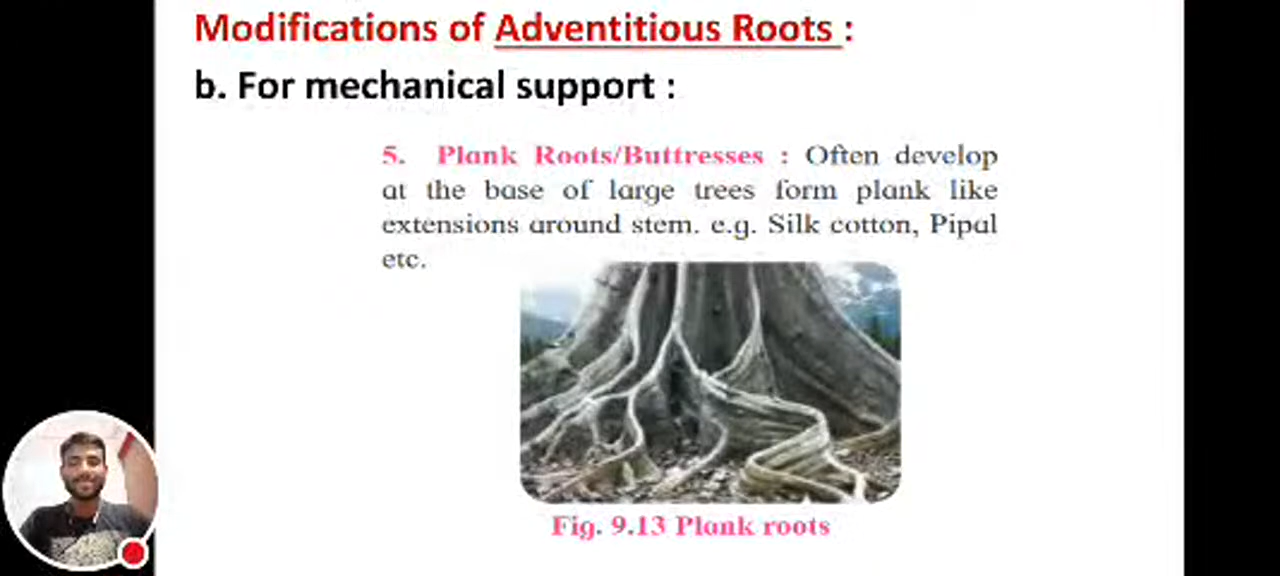 Modifications of Adventitious Roots :
b. For mechanical support :
5. Plank Roots/Buttresses : Often develop
at the base of large trees form plank like
extensions around stem. e.g. Silk cotton, Pipal
etc.
Fig. 9.13 Plank roots